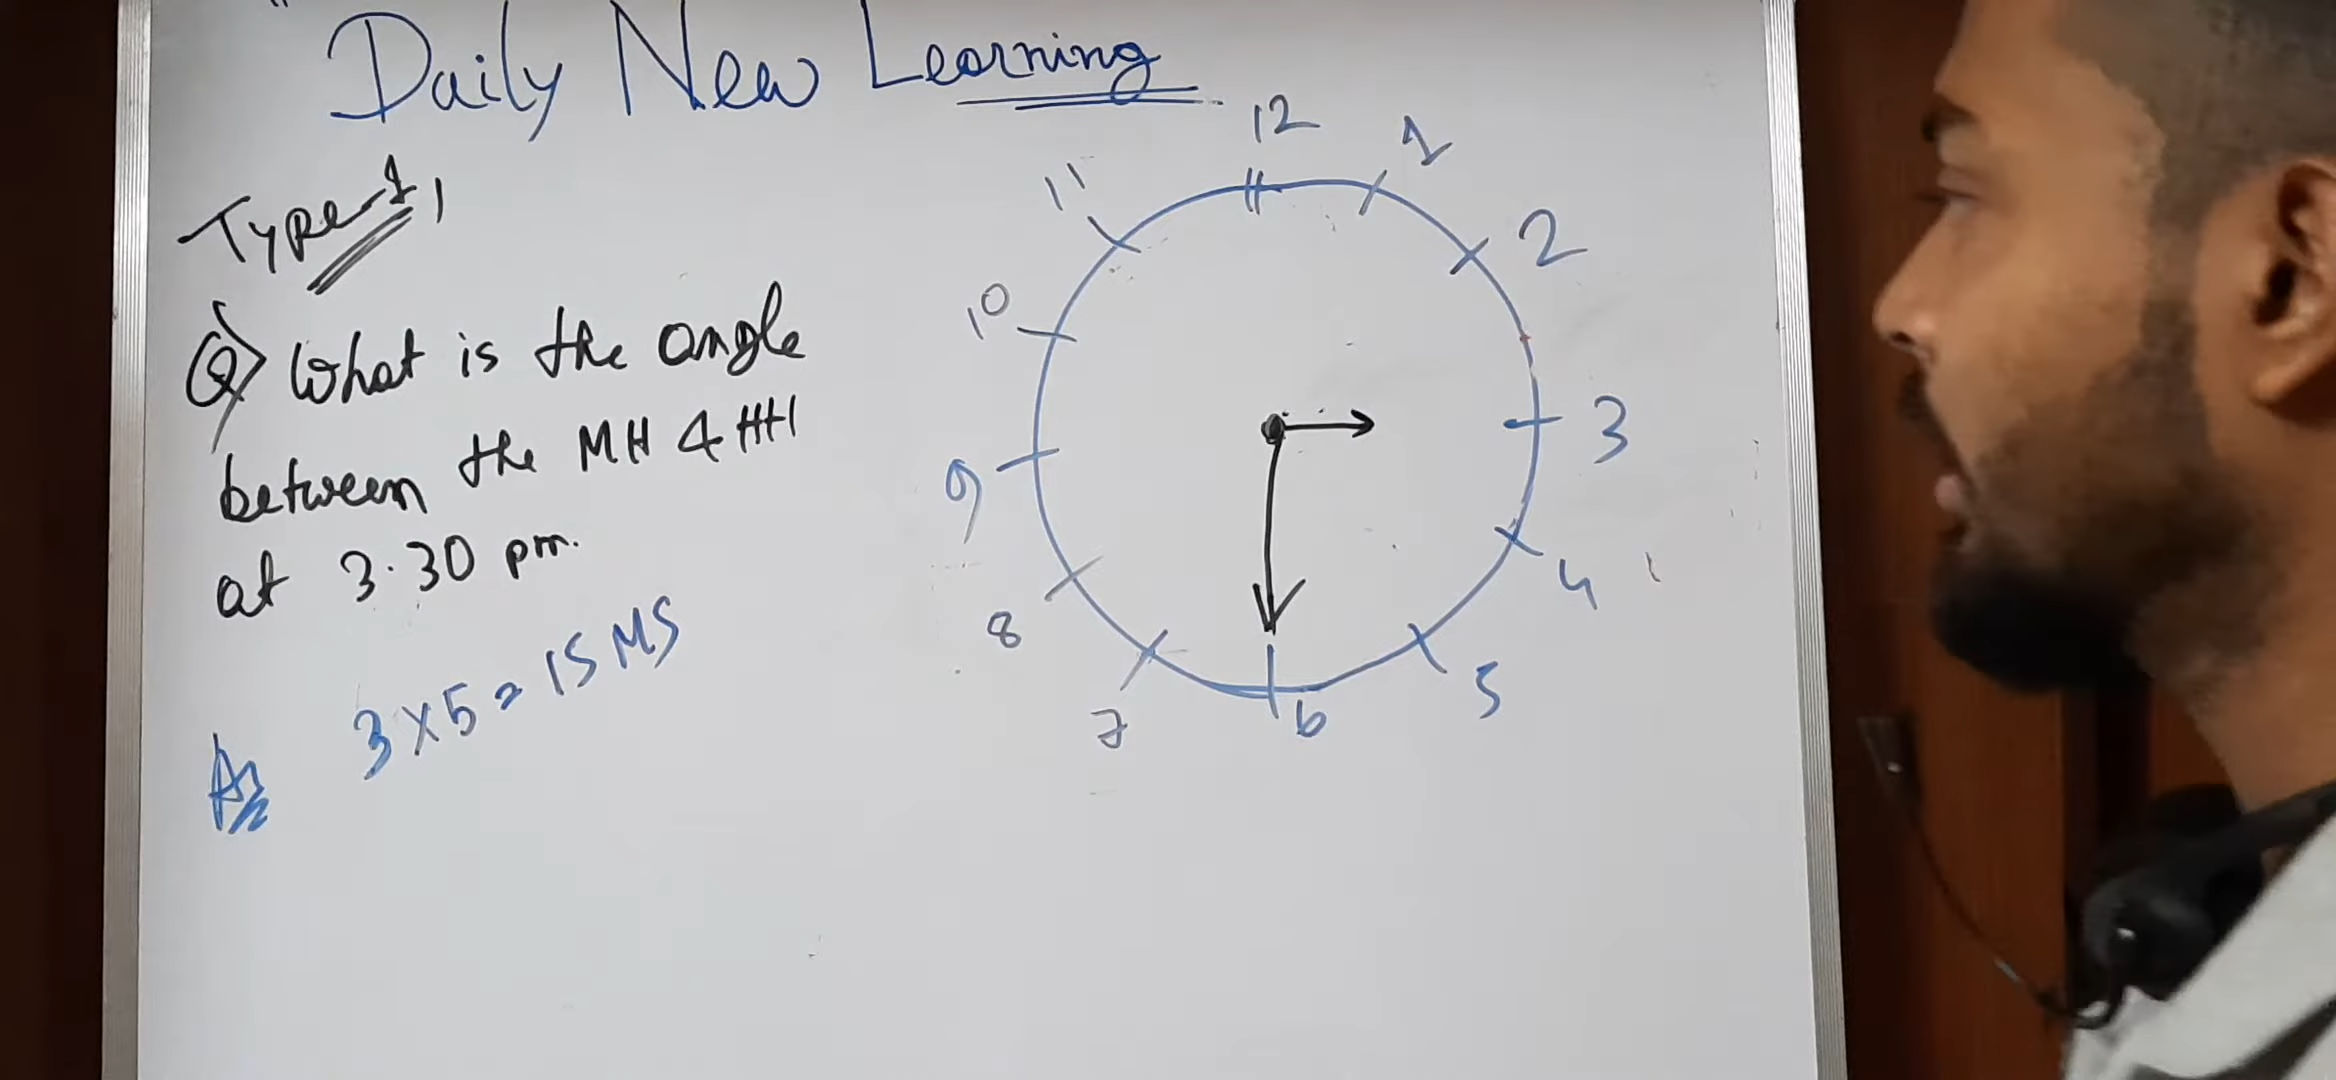 Daily New Learning
Type-1,
Q) What is the angle
between the MH & HH
at 3.30 pm.
3 x 5 = 15 MS
As
12
1
2
3
4
5
6
7
8
9
10
11